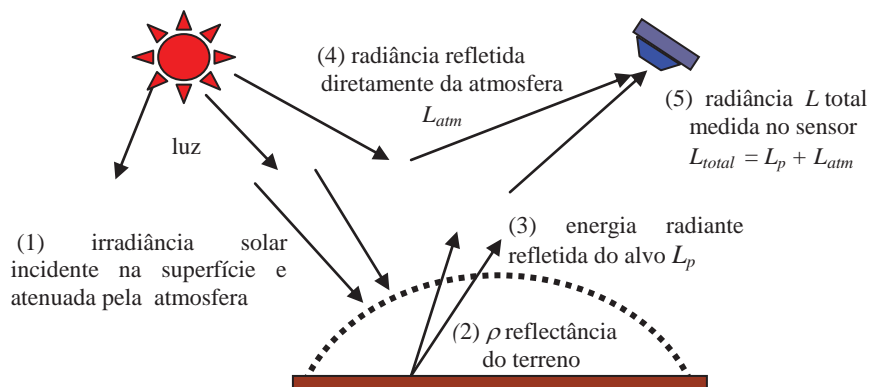 (4) radiância refletida
diretamente da atmosfera
L_atm
luz
(5) radiância L total
medida no sensor
L_total = L_p + L_atm
(1) irradiância solar
incidente na superfície e
atenuada pela atmosfera
(3) energia radiante
refletida do alvo L_p
(2) ρ reflectância
do terreno